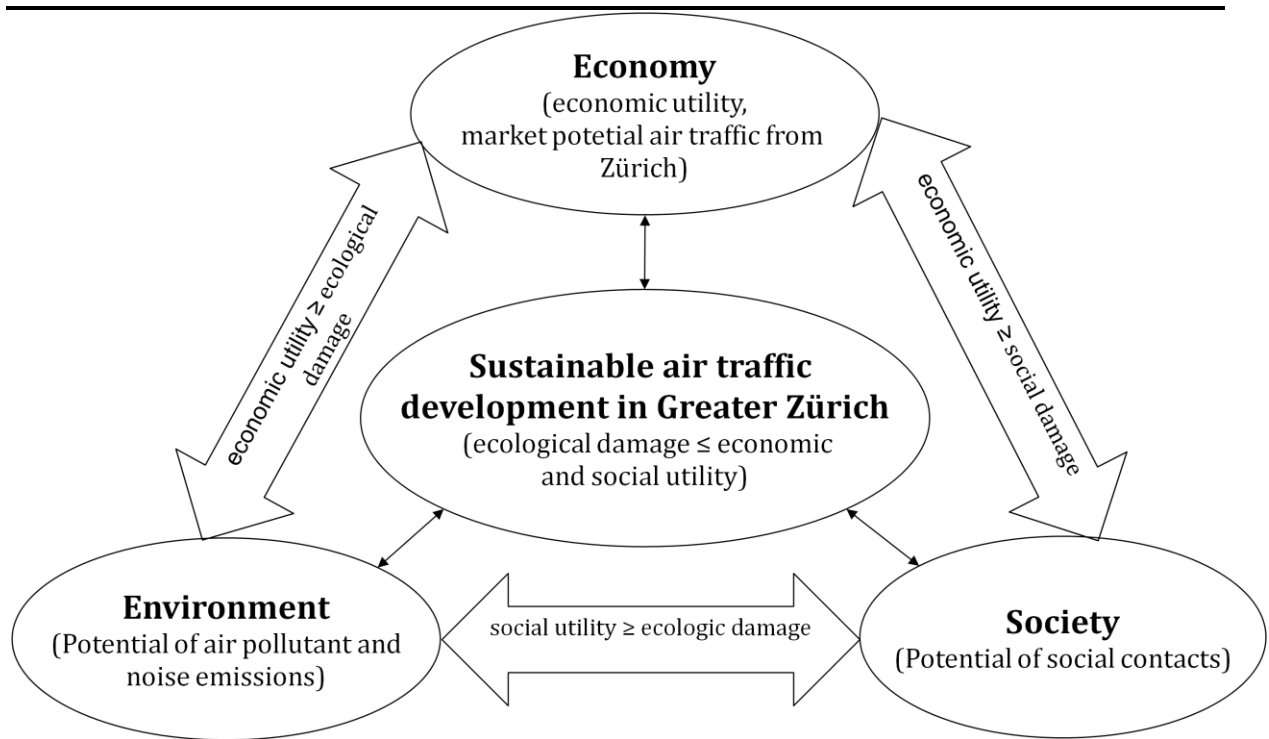 Economy
(economic utility,
market potetial air traffic from
Zürich)
economic utility ≥ ecological
damage
economic utility ≥ social damage
Sustainable air traffic
development in Greater Zürich
(ecological damage ≤ economic
and social utility)
Environment
(Potential of air pollutant and
noise emissions)
social utility ≥ ecologic damage
Society
(Potential of social contacts)